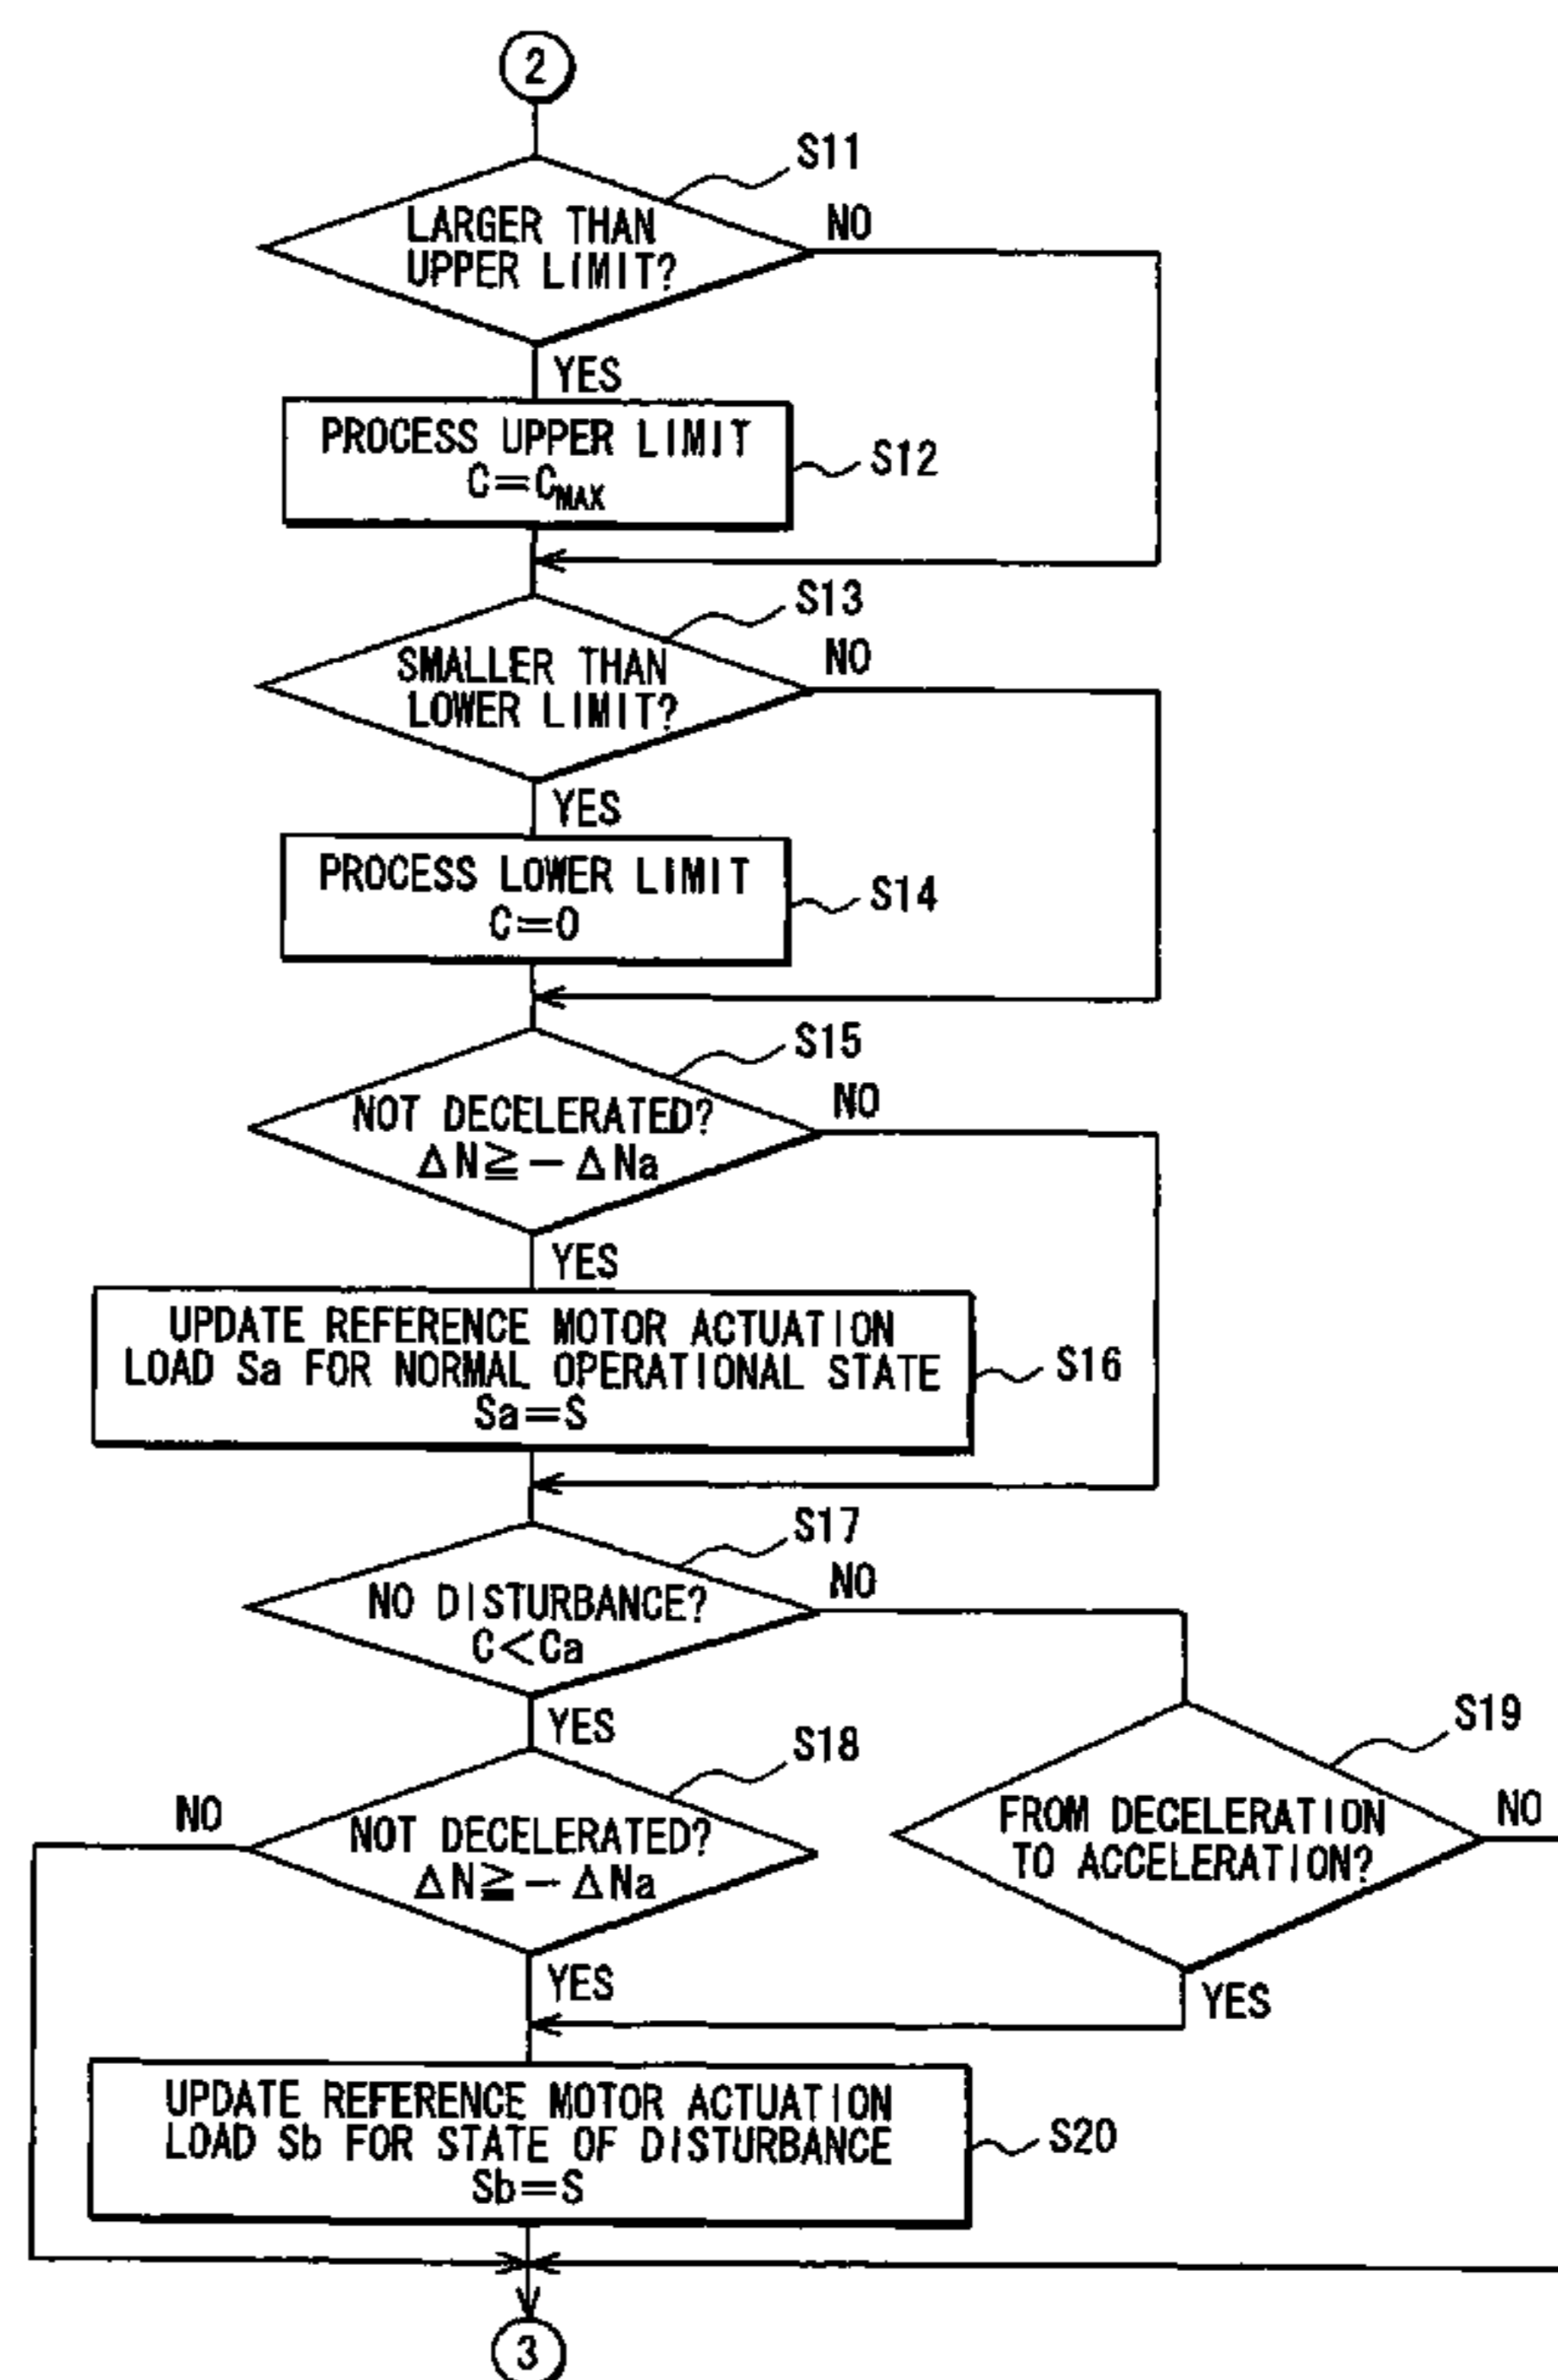 2
S11
LARGER THAN
UPPER LIMIT?
NO
YES
PROCESS UPPER LIMIT
C=CMAX
S12
S13
SMALLER THAN
LOWER LIMIT?
NO
YES
PROCESS LOWER LIMIT
C=0
S14
S15
NOT DECELERATED?
ΔN≧-ΔNa
NO
YES
UPDATE REFERENCE MOTOR ACTUATION
LOAD Sa FOR NORMAL OPERATIONAL STATE
Sa=S
S16
S17
NO DISTURBANCE?
C<Ca
NO
YES
S18
NOT DECELERATED?
ΔN≧-ΔNa
NO
YES
S19
FROM DECELERATION
TO ACCELERATION?
NO
YES
UPDATE REFERENCE MOTOR ACTUATION
LOAD Sb FOR STATE OF DISTURBANCE
Sb=S
S20
3